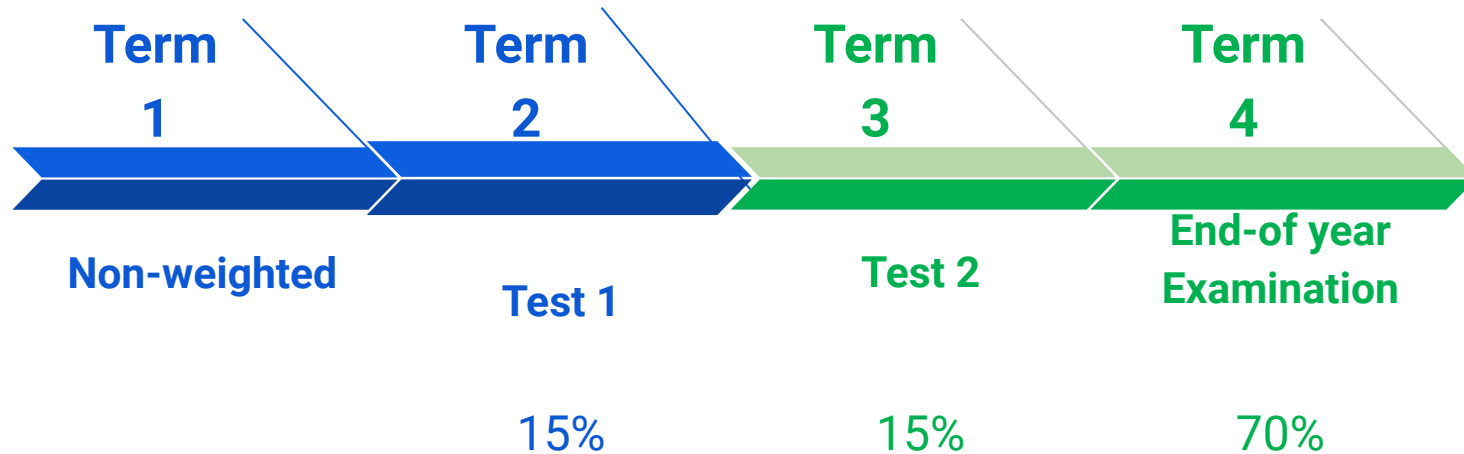 Term
1
Term
2
Term
3
Term
4
Non-weighted
Test 1
Test 2
End-of year
Examination
15%
15%
70%